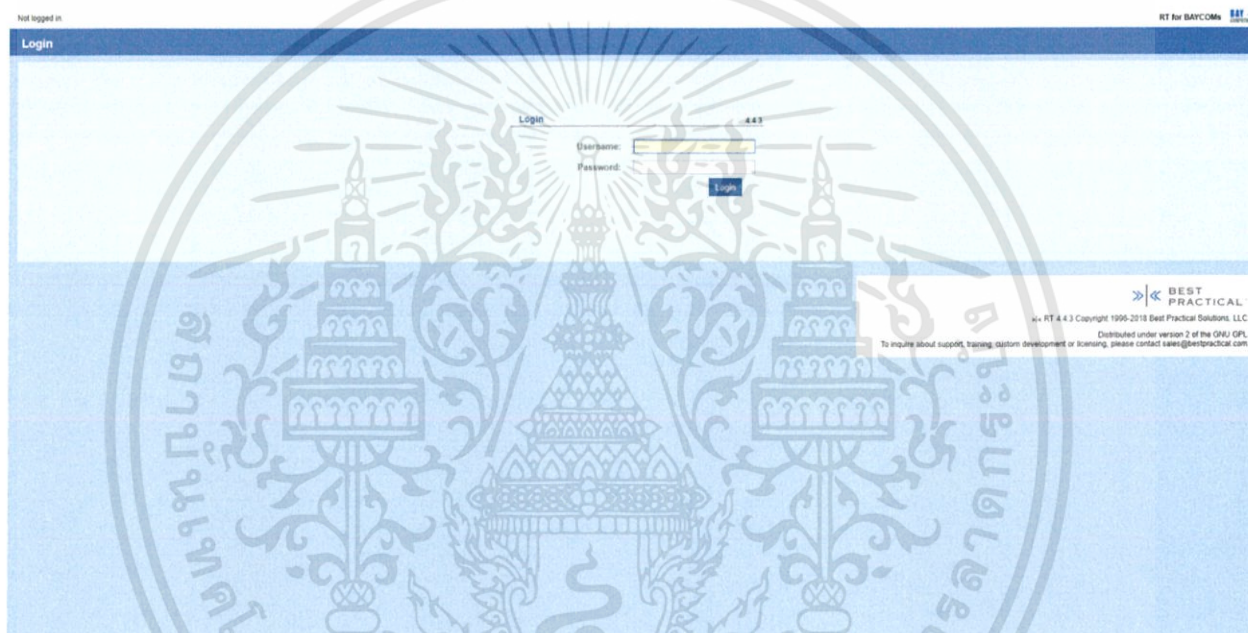 Not logged in.
RT for BAYCOMs
BAY
Login
Login 4.4.3
Username:
Password:
Login
BEST
PRACTICAL
»|« RT 4.4.3 Copyright 1996-2018 Best Practical Solutions, LLC
Distributed under version 2 of the GNU GPL
To inquire about support, training, custom development or licensing, please contact sales@bestpractical.com